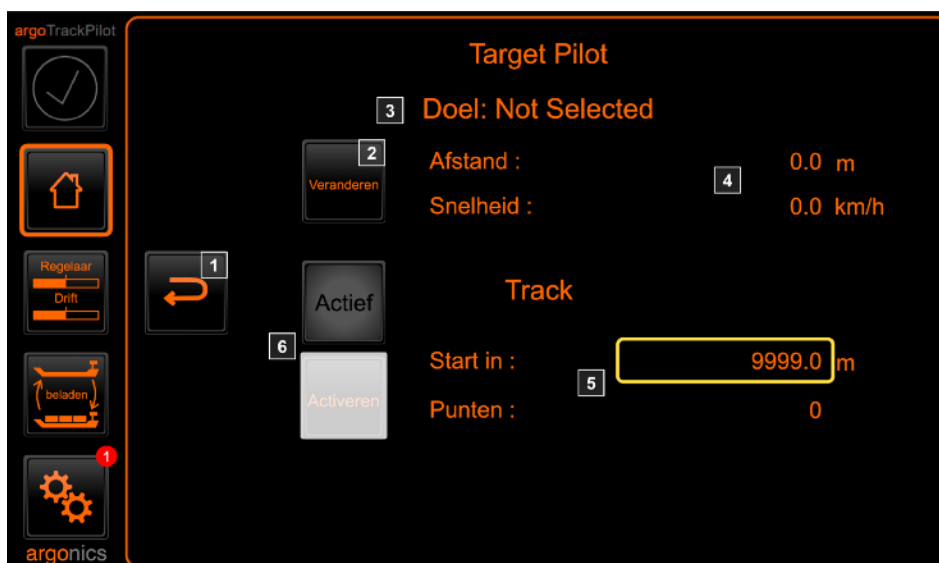 argoTrackPilot
Target Pilot
3 Doel: Not Selected
2
Veranderen
Afstand : 0.0 m
4
Snelheid : 0.0 km/h
Regelaar
Drift
1
Actief
Track
6
Start in : 9999.0 m
5
Activeren
Punten : 0
beladen
1
argonics